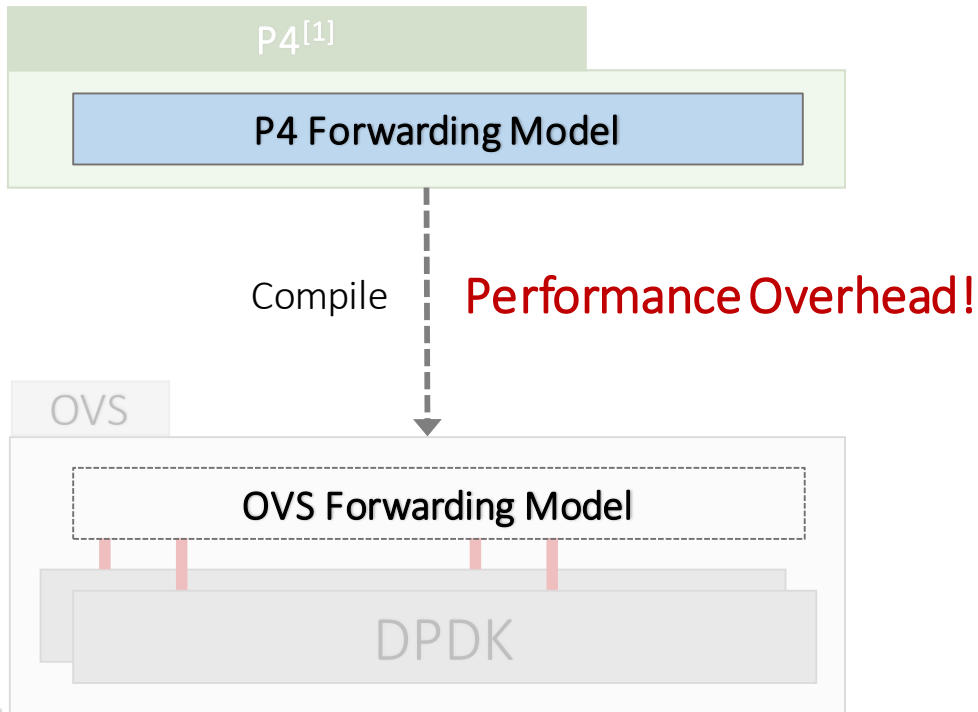 P4[1]
P4 Forwarding Model
Compile
Performance Overhead!
OVS
OVS Forwarding Model
DPDK